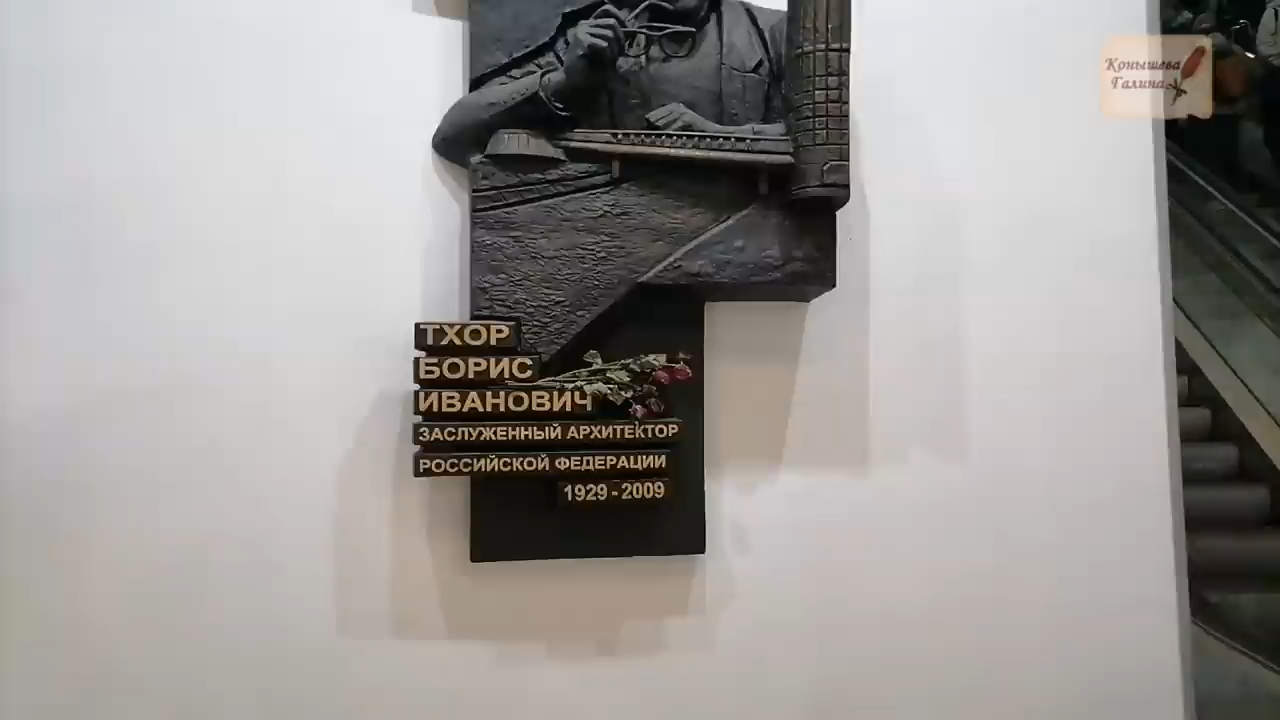 Конышева
Галина
ТХОР
БОРИС
ИВАНОВИЧ
ЗАСЛУЖЕННЫЙ АРХИТЕКТОР
РОССИЙСКОЙ ФЕДЕРАЦИИ
1929-2009